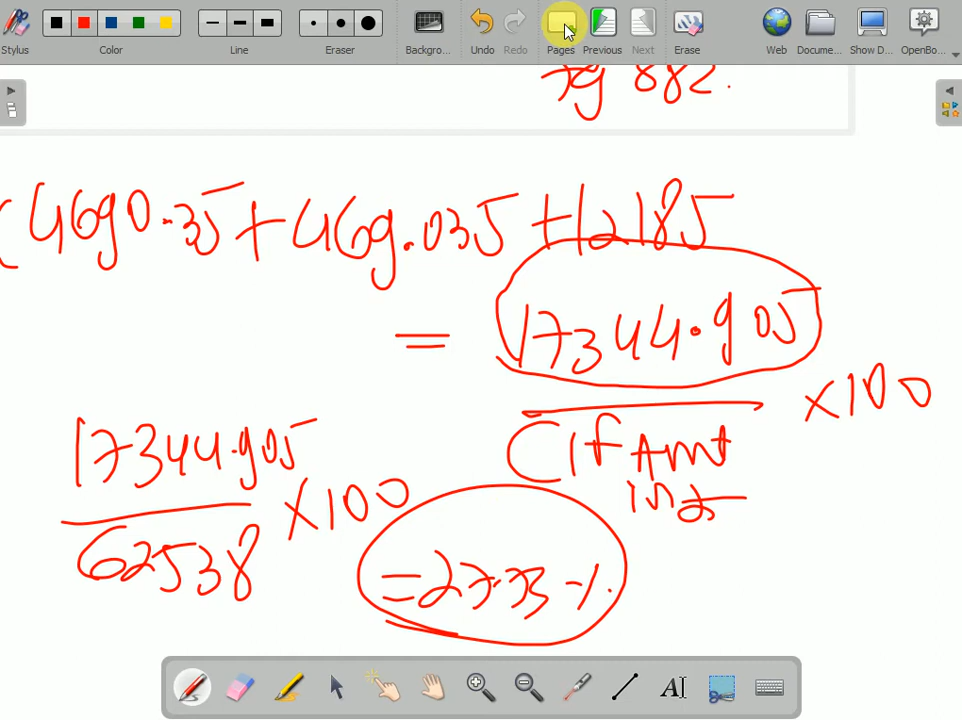 Stylus Color Line Eraser Backgro... Undo Redo Pages Previous Next Erase Web Docume... Show D... OpenBo...
882.
(4690.35+469.035+12185
= 17344.905
CIF Amt ×100
in ₹
17344.905
62538 ×100
=27.73 %